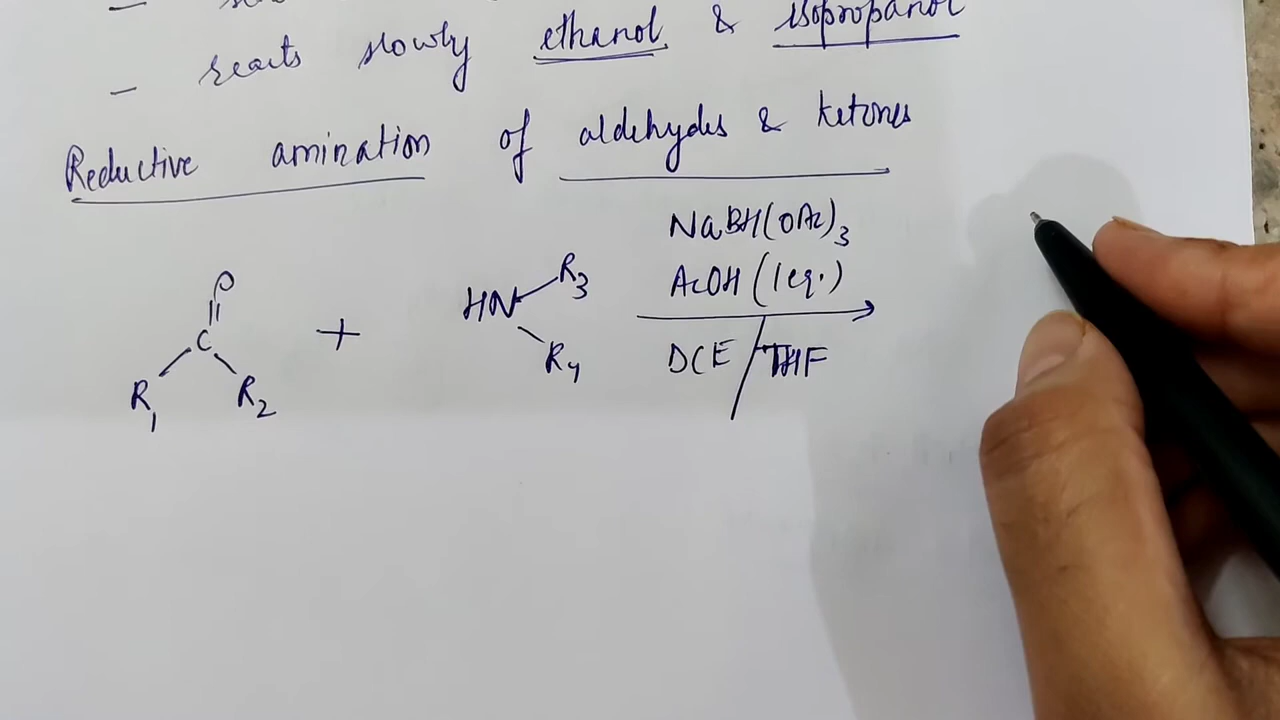 - reacts slowly ethanol & isopropanol
Reductive amination of aldehydes & ketones
NaBH(OAc)3
AcOH (1eq.)
O
C
R1 R2
+
HN R3
R4
DCE / THF